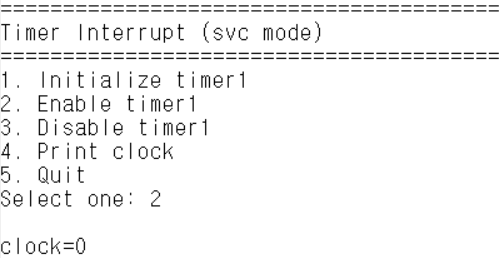 ========================================
Timer Interrupt (svc mode)
========================================
1. Initialize timer1
2. Enable timer1
3. Disable timer1
4. Print clock
5. Quit
Select one: 2
clock=0